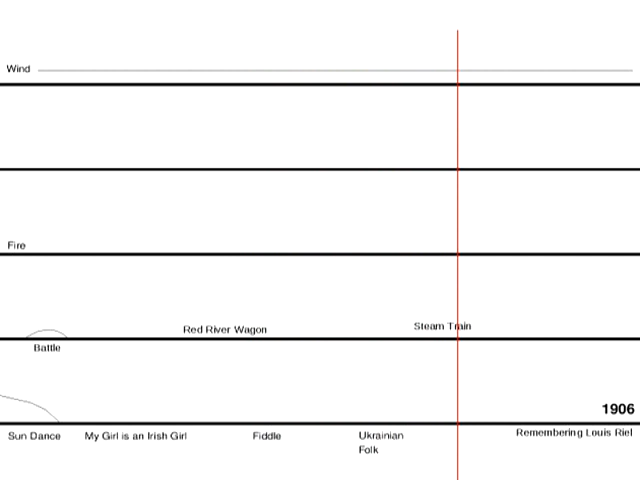 Wind
Fire
Steam Train
Red River Wagon
Battle
1906
Sun Dance My Girl is an Irish Girl Fiddle Ukrainian Remembering Louis Riel
Folk